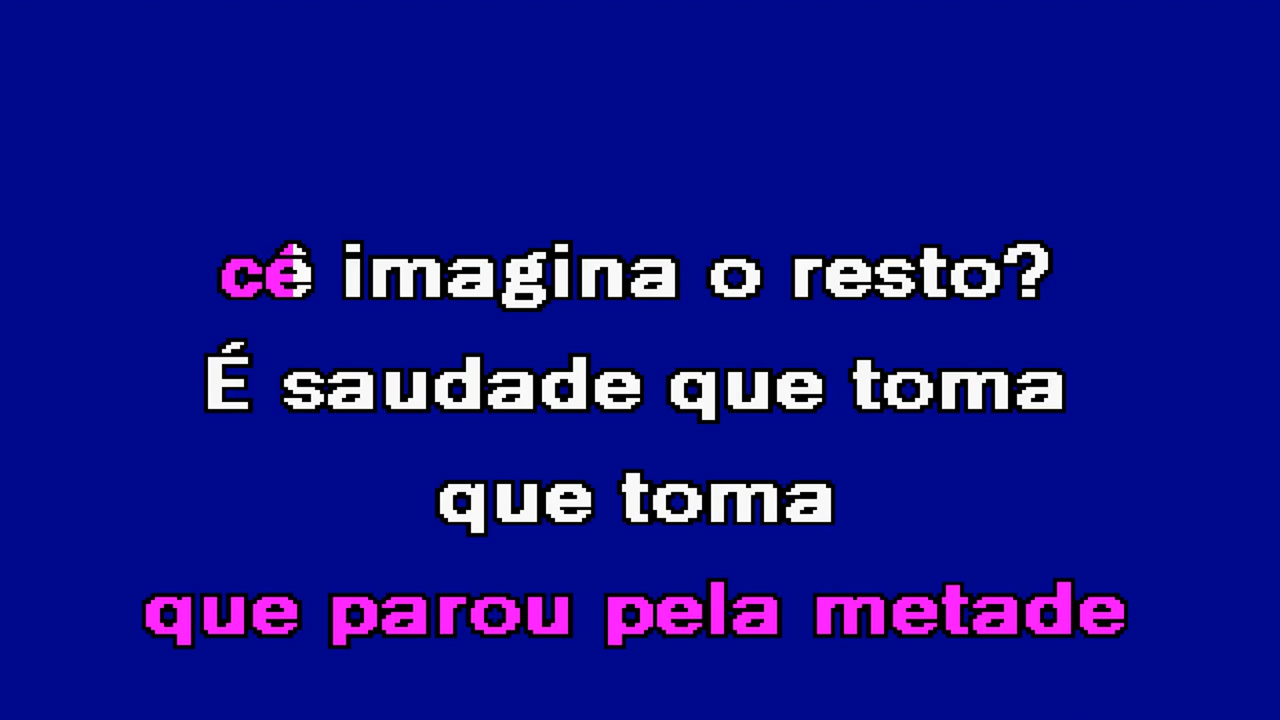 cê imagina o resto?
É saudade que toma
que toma
que parou pela metade